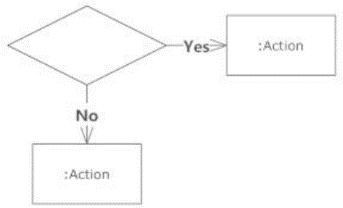 Yes
:Action
No
:Action